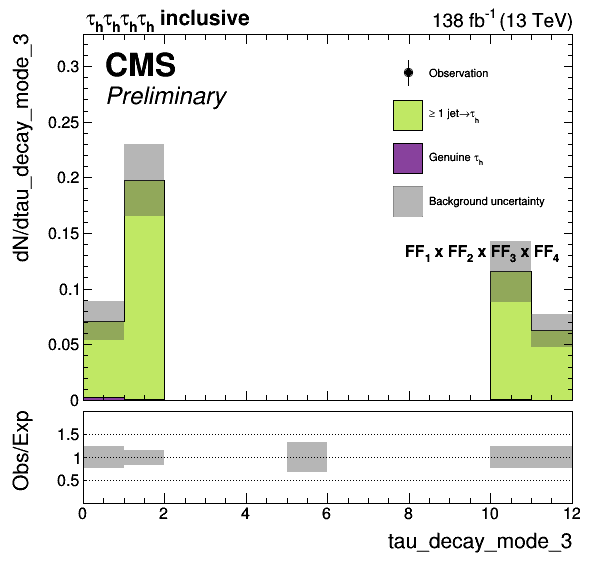 τhτhτhτh inclusive
138 fb-1 (13 TeV)
CMS
Preliminary
Observation
≥ 1 jet→τh
Genuine τh
Background uncertainty
FF1 x FF2 x FF3 x FF4
dN/dtau_decay_mode_3
0.3
0.25
0.2
0.15
0.1
0.05
0
Obs/Exp
1.5
1
0.5
0 2 4 6 8 10 12
tau_decay_mode_3